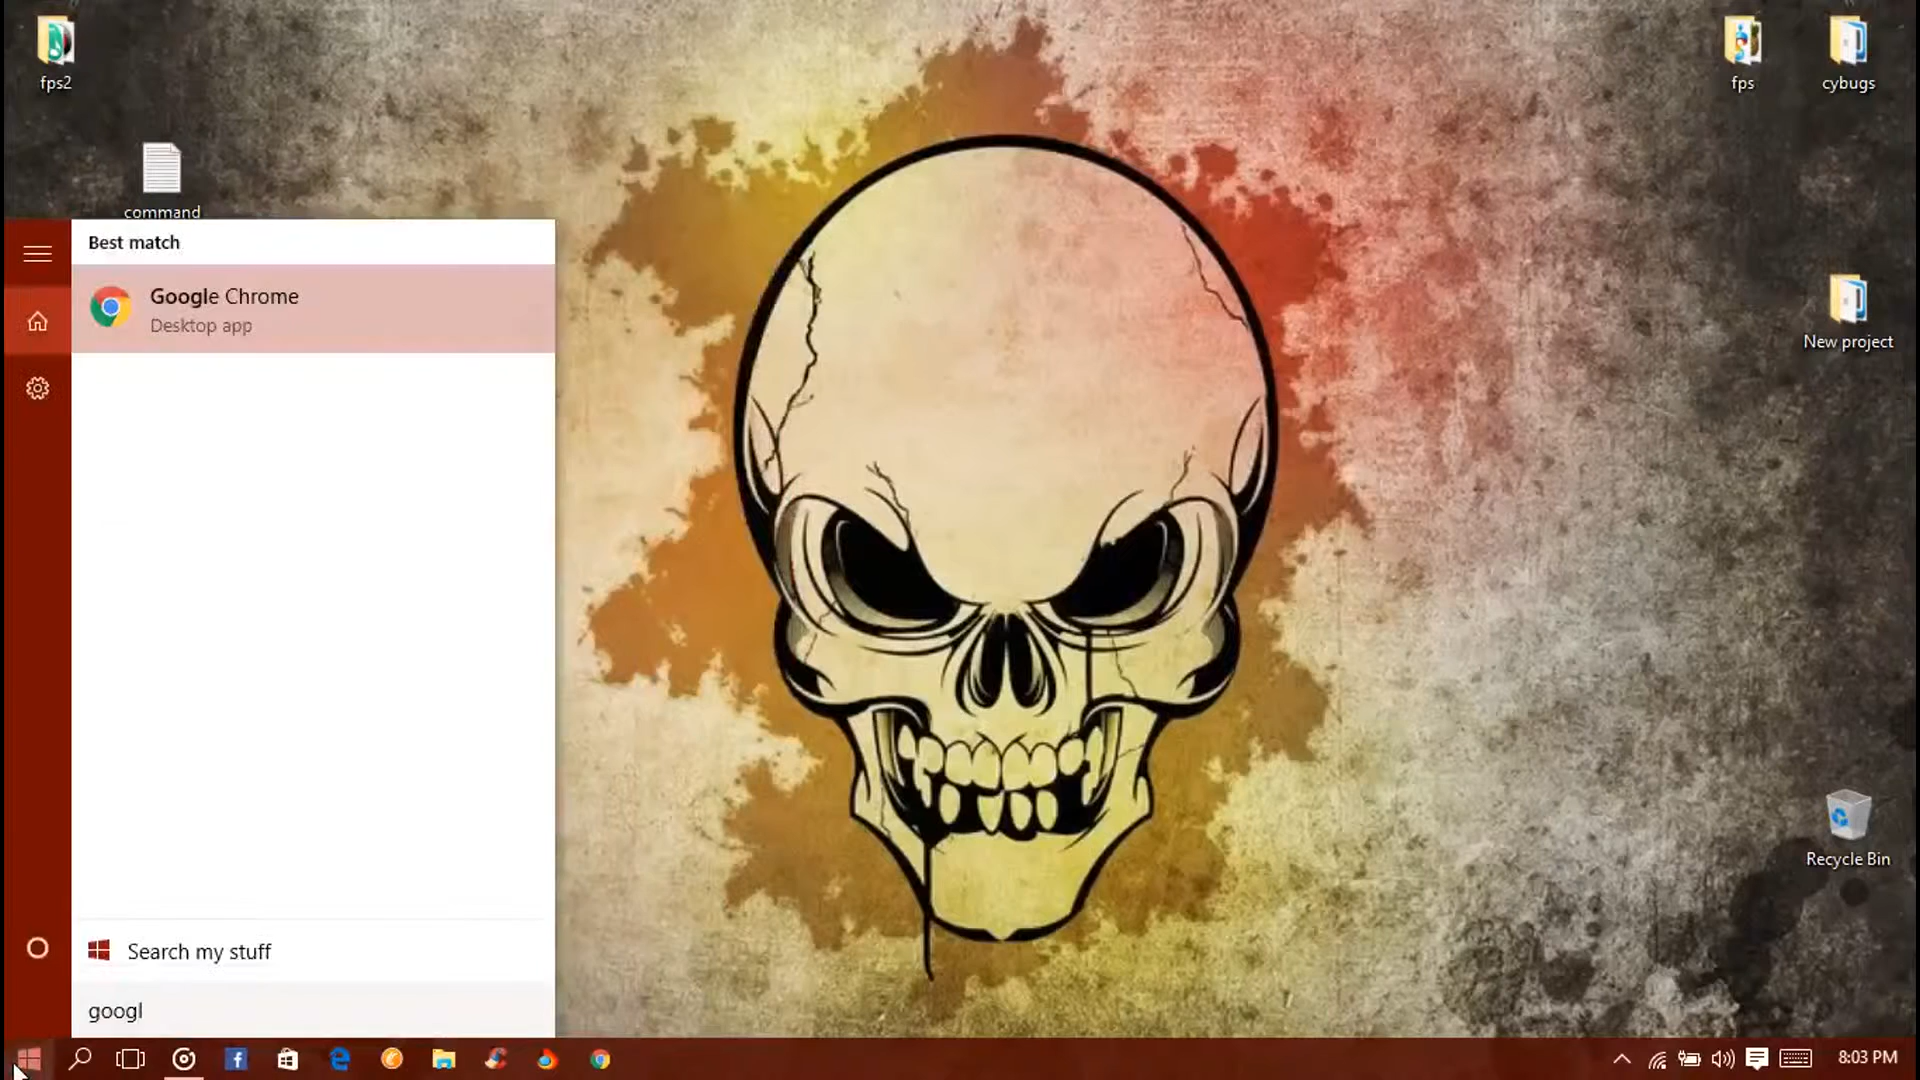 fps2
fps
cybugs
command
Best match
Google Chrome
Desktop app
New project
Recycle Bin
Search my stuff
googl
8:03 PM